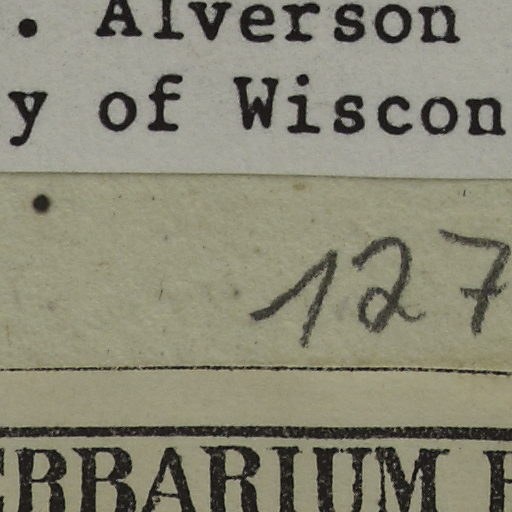 . Alverson
y of Wiscon
127
ERBARIUM